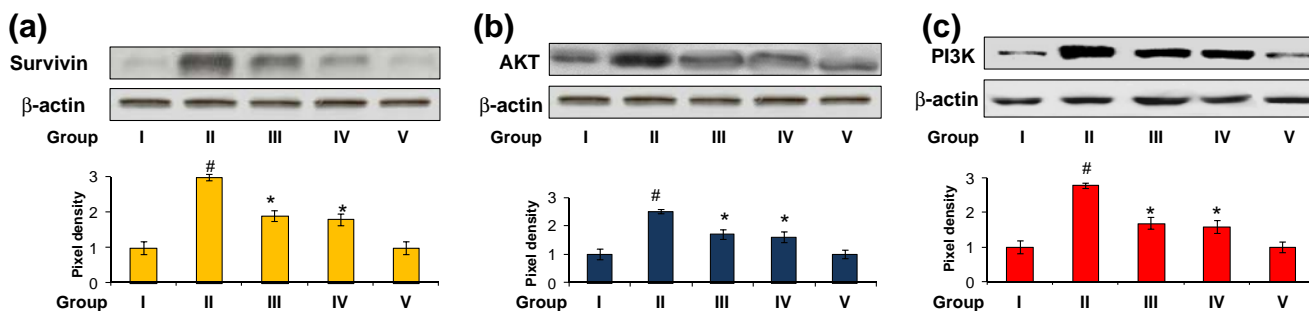 (a)
Survivin
β-actin
Group I II III IV V
Pixel density
3
2
1
0
# * *
Group I II III IV V
(b)
AKT
β-actin
Group I II III IV V
Pixel density
3
2
1
0
# * *
Group I II III IV V
(c)
PI3K
β-actin
Group I II III IV V
Pixel density
3
2
1
0
# * *
Group I II III IV V